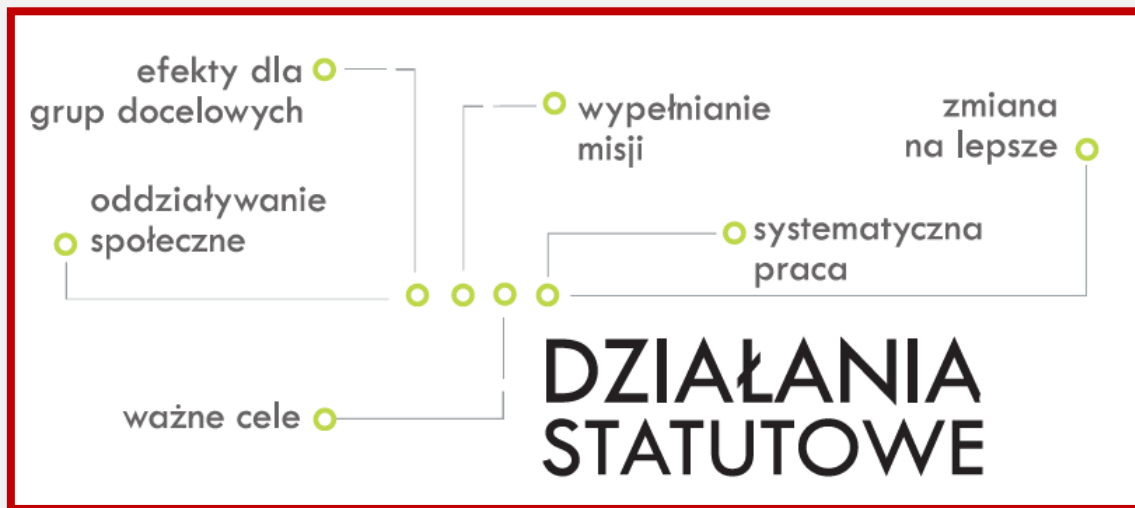 efekty dla
grup docelowych
wypełnianie
misji
zmiana
na lepsze
oddziaływanie
społeczne
systematyczna
praca
ważne cele
DZIAŁANIA
STATUTOWE